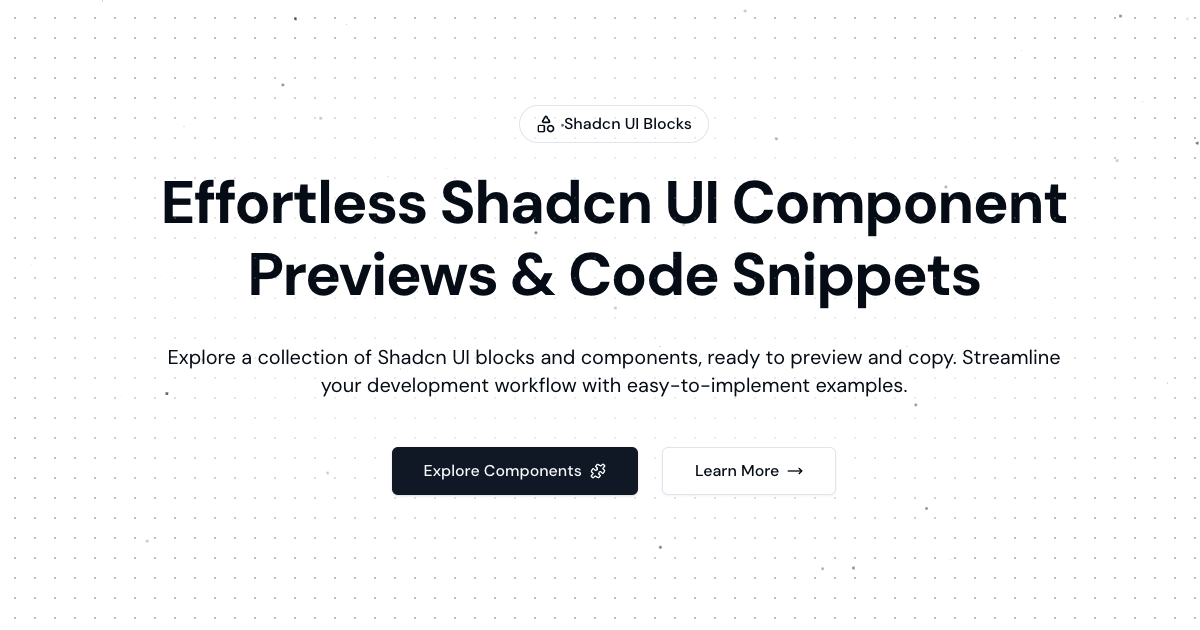 Shadcn UI Blocks
Effortless Shadcn UI Component
Previews & Code Snippets
Explore a collection of Shadcn UI blocks and components, ready to preview and copy. Streamline
your development workflow with easy-to-implement examples.
Explore Components
Learn More →